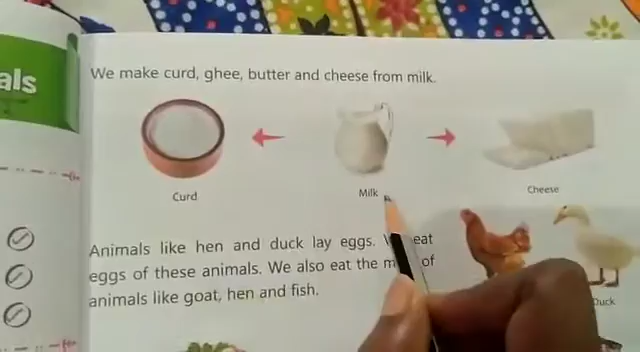 als
We make curd, ghee, butter and cheese from milk.
Curd
Milk
Cheese
Animals like hen and duck lay eggs. eat
eggs of these animals. We also eat the of
animals like goat, hen and fish.
Duck